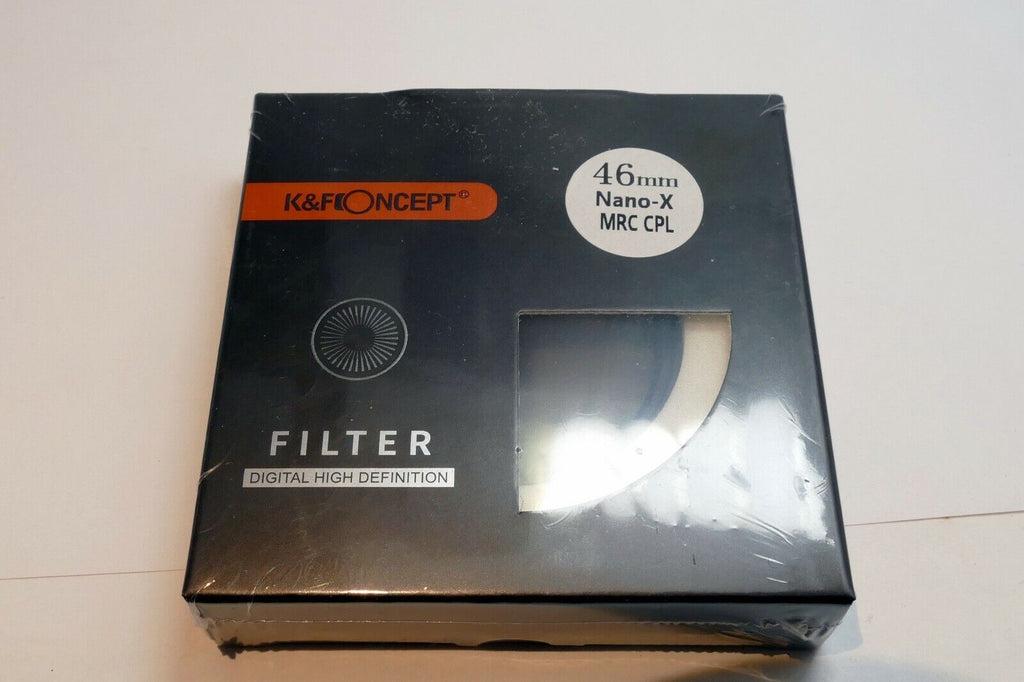 K&F CONCEPT®
46mm
Nano-X
MRC CPL
FILTER
DIGITAL HIGH DEFINITION